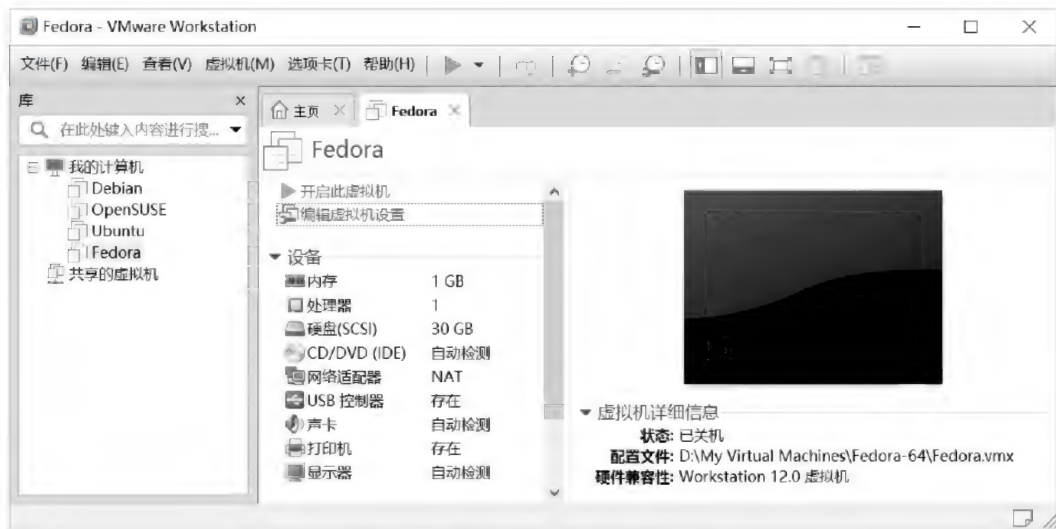 Fedora - VMware Workstation
文件(F) 编辑(E) 查看(V) 虚拟机(M) 选项卡(T) 帮助(H)
库
在此处键入内容进行搜...
我的计算机
Debian
OpenSUSE
Ubuntu
Fedora
共享的虚拟机
主页 Fedora
Fedora
开启此虚拟机
编辑虚拟机设置
设备
内存 1 GB
处理器 1
硬盘(SCSI) 30 GB
CD/DVD (IDE) 自动检测
网络适配器 NAT
USB 控制器 存在
声卡 自动检测
打印机 存在
显示器 自动检测
虚拟机详细信息
状态: 已关机
配置文件: D:\My Virtual Machines\Fedora-64\Fedora.vmx
硬件兼容性: Workstation 12.0 虚拟机